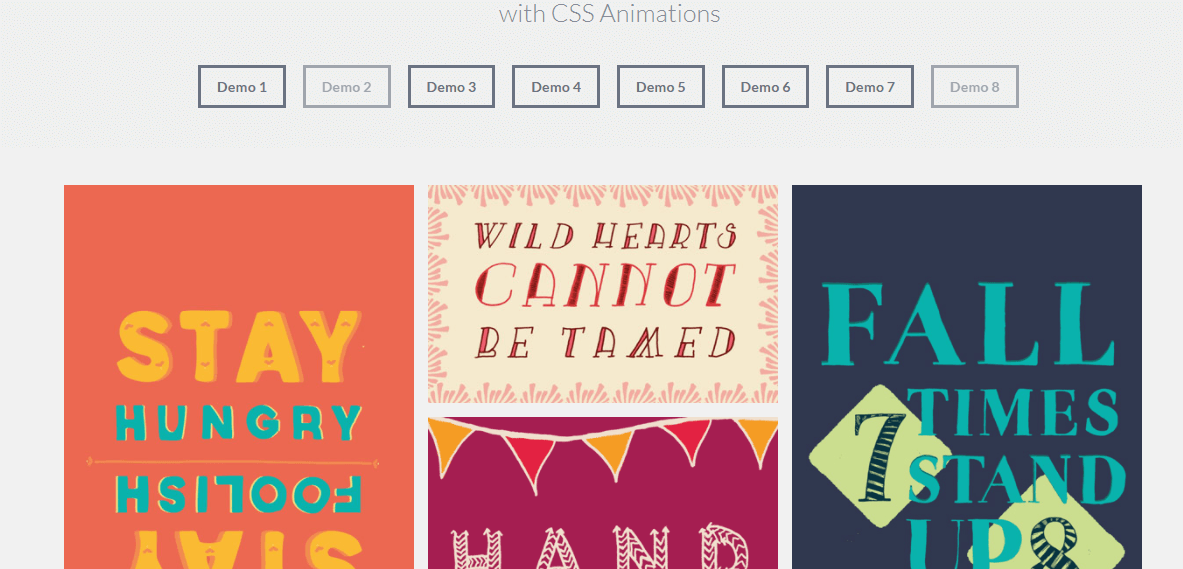 with CSS Animations
Demo 1 Demo 2 Demo 3 Demo 4 Demo 5 Demo 6 Demo 7 Demo 8
STAY
HUNGRY
FOOLISH
STAY
WILD HEARTS
CANNOT
BE TAMED
HAND
FALL
7 TIMES
STAND
UP 8